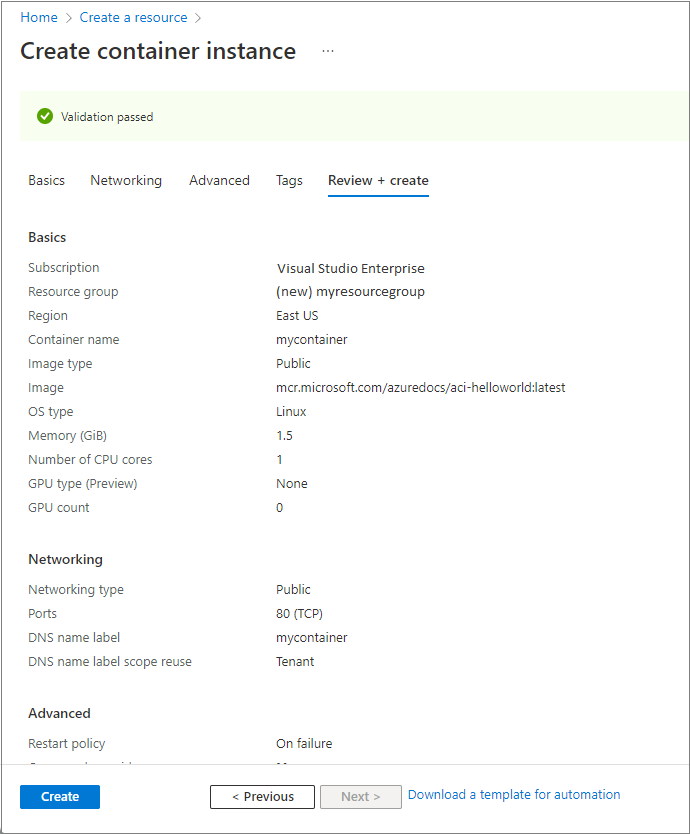 Home > Create a resource >
Create container instance ...
Validation passed
Basics Networking Advanced Tags Review + create
Basics
Subscription Visual Studio Enterprise
Resource group (new) myresourcegroup
Region East US
Container name mycontainer
Image type Public
Image mcr.microsoft.com/azuredocs/aci-helloworld:latest
OS type Linux
Memory (GiB) 1.5
Number of CPU cores 1
GPU type (Preview) None
GPU count 0
Networking
Networking type Public
Ports 80 (TCP)
DNS name label mycontainer
DNS name label scope reuse Tenant
Advanced
Restart policy On failure
Create < Previous Next > Download a template for automation